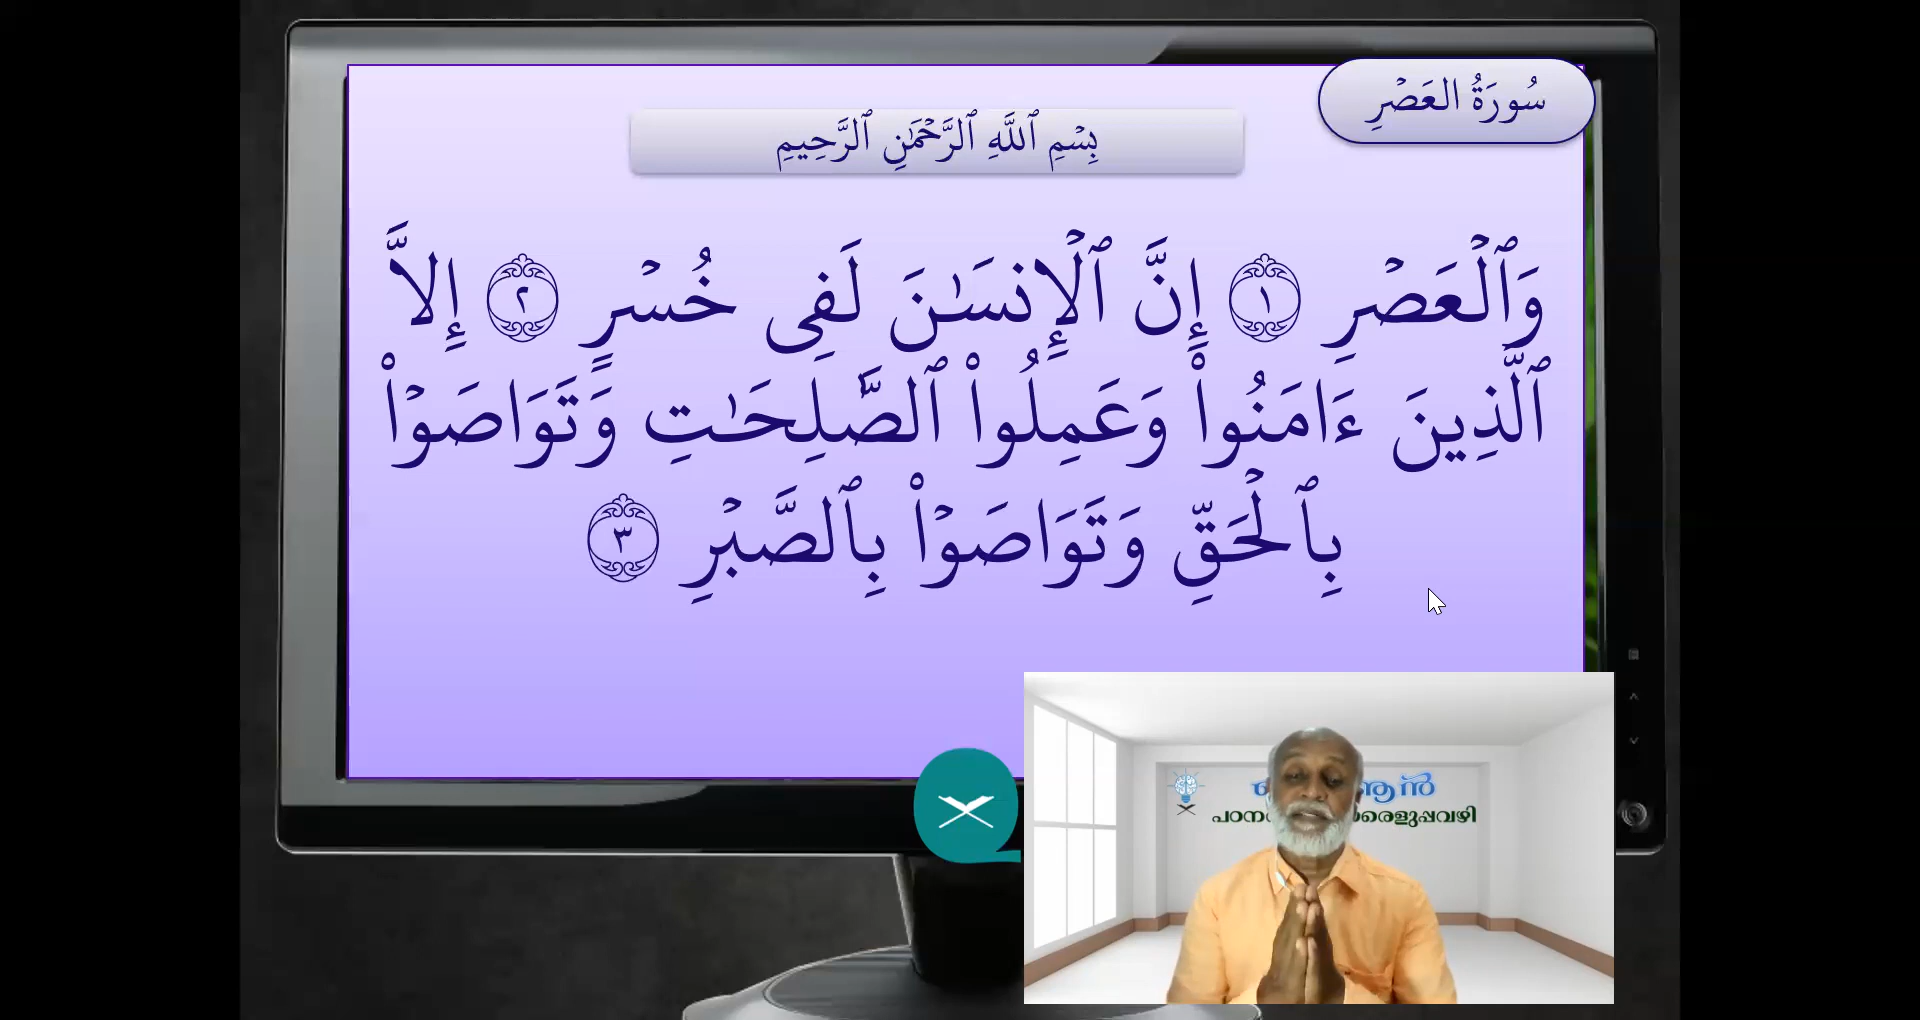 سُورَةُ العَصْرِ
بِسْمِ ٱللَّهِ ٱلرَّحْمَٰنِ ٱلرَّحِيمِ
وَٱلْعَصْرِ ١ إِنَّ ٱلْإِنسَـٰنَ لَفِى خُسْرٍ ٢ إِلاَّ
ٱلَّذِينَ ءَامَنُوا۟ وَعَمِلُوا۟ ٱلصَّـٰلِحَـٰتِ وَتَوَاصَوْا۟
بِٱلْحَقِّ وَتَوَاصَوْا۟ بِٱلصَّبْرِ ٣